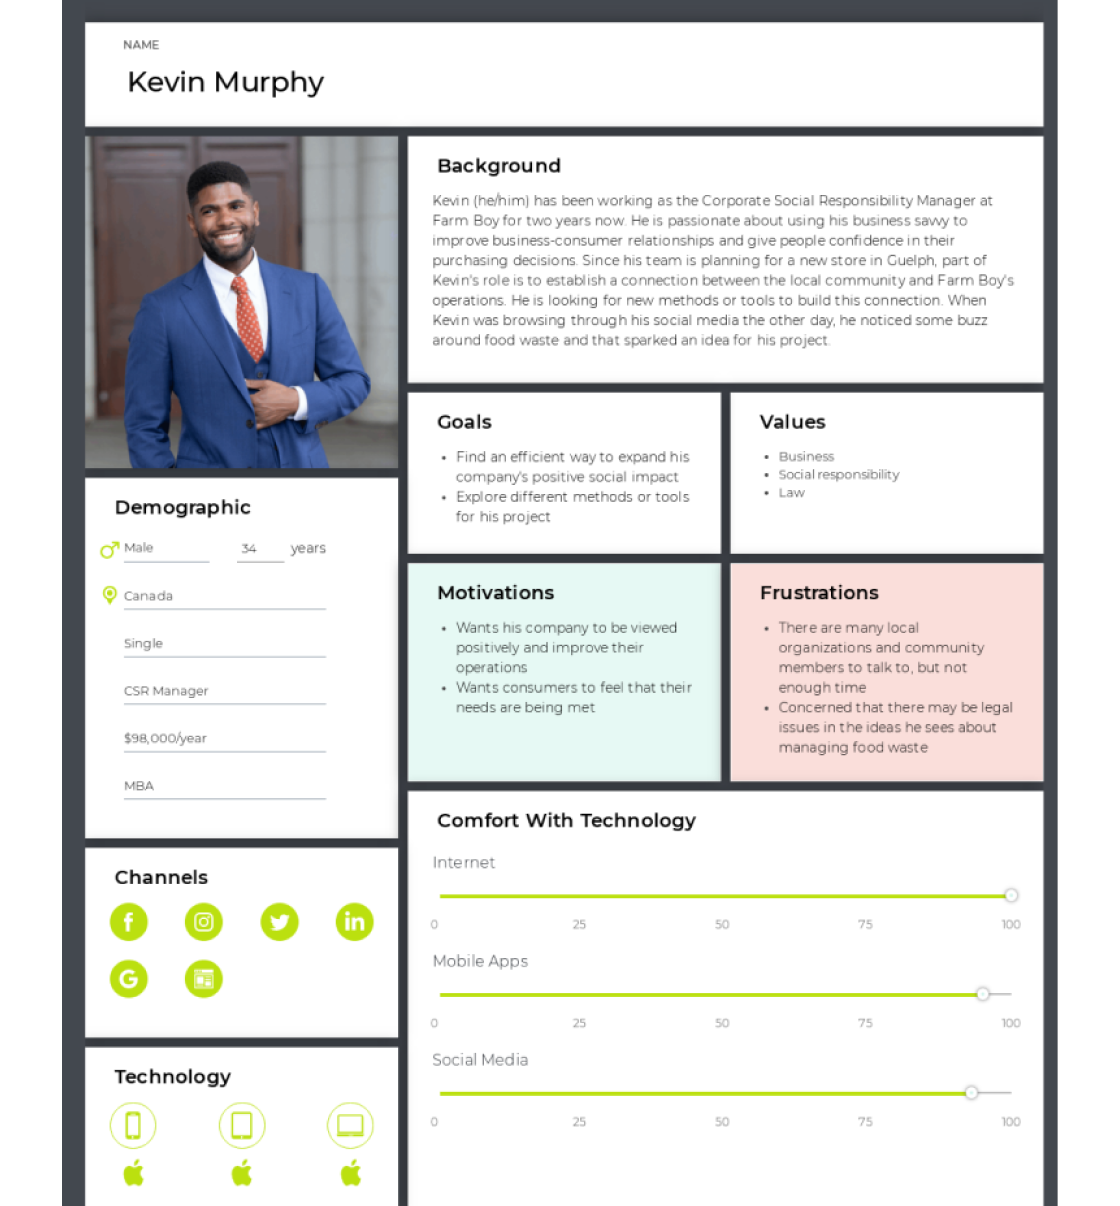 NAME
Kevin Murphy
Background
Kevin (he/him) has been working as the Corporate Social Responsibility Manager at
Farm Boy for two years now. He is passionate about using his business savvy to
improve business-consumer relationships and give people confidence in their
purchasing decisions. Since his team is planning for a new store in Guelph, part of
Kevin's role is to establish a connection between the local community and Farm Boy's
operations. He is looking for new methods or tools to build this connection. When
Kevin was browsing through his social media the other day, he noticed some buzz
around food waste and that sparked an idea for his project.
Goals
• Find an efficient way to expand his
company's positive social impact
• Explore different methods or tools
for his project
Values
• Business
• Social responsibility
• Law
Demographic
Male 34 years
Canada
Single
CSR Manager
$98,000/year
MBA
Motivations
• Wants his company to be viewed
positively and improve their
operations
• Wants consumers to feel that their
needs are being met
Frustrations
• There are many local
organizations and community
members to talk to, but not
enough time
• Concerned that there may be legal
issues in the ideas he sees about
managing food waste
Channels
Technology
Comfort With Technology
Internet
0 25 50 75 100
Mobile Apps
0 25 50 75 100
Social Media
0 25 50 75 100